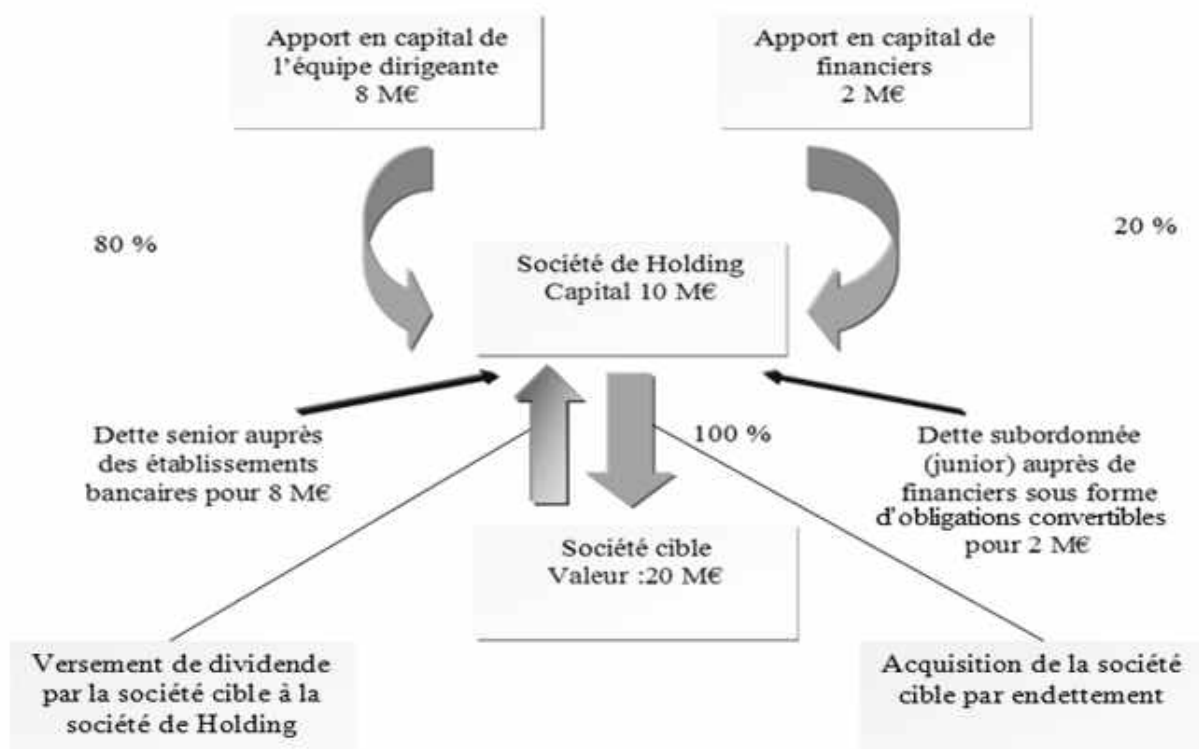 Apport en capital de
l'équipe dirigeante
8 M€
Apport en capital de
financiers
2 M€
80 %
20 %
Société de Holding
Capital 10 M€
Dette senior auprès
des établissements
bancaires pour 8 M€
100 %
Dette subordonnée
(junior) auprès de
financiers sous forme
d'obligations convertibles
pour 2 M€
Société cible
Valeur :20 M€
Versement de dividende
par la société cible à la
société de Holding
Acquisition de la société
cible par endettement